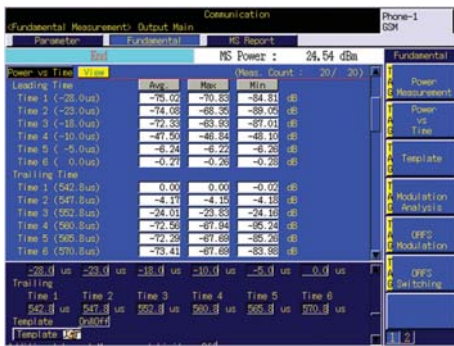 Communication
Phone-1
GSM
<Fundamental Measurement> Output Main
Parameter Fundamental MS Report
End MS Power : 24.54 dBm
Fundamental
Power vs Time View (Meas. Count : 20/ 20)
Leading Time Avg. Max Min
Time 1 (-28.0us) -75.02 -70.83 -84.81 dB
Time 2 (-23.0us) -74.08 -68.35 -89.05 dB
Time 3 (-18.0us) -72.33 -63.93 -87.01 dB
Time 4 (-10.0us) -47.50 -46.84 -48.10 dB
Time 5 ( -5.0us) -6.24 -6.22 -6.26 dB
Time 6 ( 0.0us) -0.27 -0.26 -0.28 dB
Trailing Time
Time 1 (542.8us) 0.00 0.00 -0.02 dB
Time 2 (547.8us) -4.17 -4.15 -4.18 dB
Time 3 (552.8us) -24.01 -23.83 -24.16 dB
Time 4 (560.8us) -72.56 -67.94 -95.24 dB
Time 5 (565.8us) -72.29 -67.69 -85.26 dB
Time 6 (570.8us) -73.41 -67.69 -83.98 dB
-28.0 us -23.0 us -18.0 us -10.0 us -5.0 us 0.0 us
Trailing
Time 1 Time 2 Time 3 Time 4 Time 5 Time 6
542.8 us 547.8 us 552.8 us 560.8 us 565.8 us 570.8 us
Template On&Off
Template
TAG Power Measurement
TAG Power vs Time
TAG Template
TAG Modulation Analysis
TAG ORFS Modulation
TAG ORFS Switching
1 2